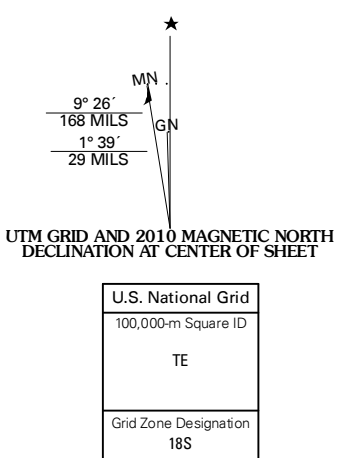 ★
MN
GN
9° 26´
168 MILS
1° 39´
29 MILS
UTM GRID AND 2010 MAGNETIC NORTH
DECLINATION AT CENTER OF SHEET
U.S. National Grid
100,000-m Square ID
TE
Grid Zone Designation
18S